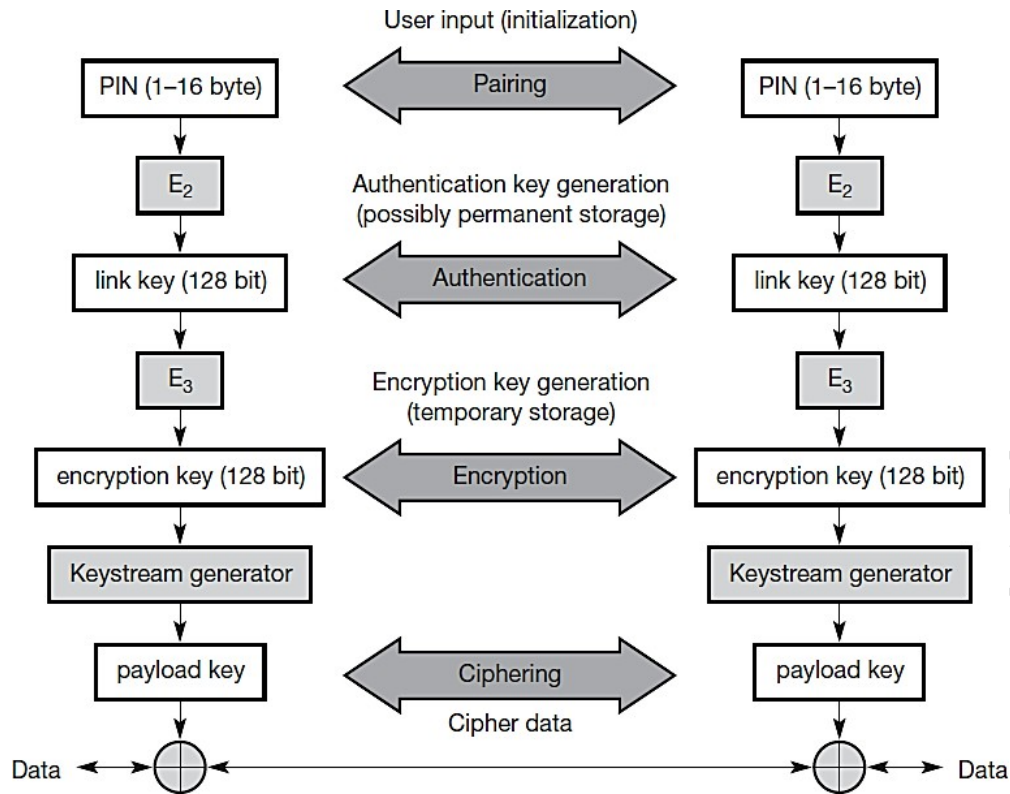 User input (initialization)
PIN (1–16 byte)
Pairing
PIN (1–16 byte)
E₂
Authentication key generation
(possibly permanent storage)
E₂
link key (128 bit)
Authentication
link key (128 bit)
E₃
Encryption key generation
(temporary storage)
E₃
encryption key (128 bit)
Encryption
encryption key (128 bit)
Keystream generator
Keystream generator
payload key
Ciphering
payload key
Cipher data
Data
Data